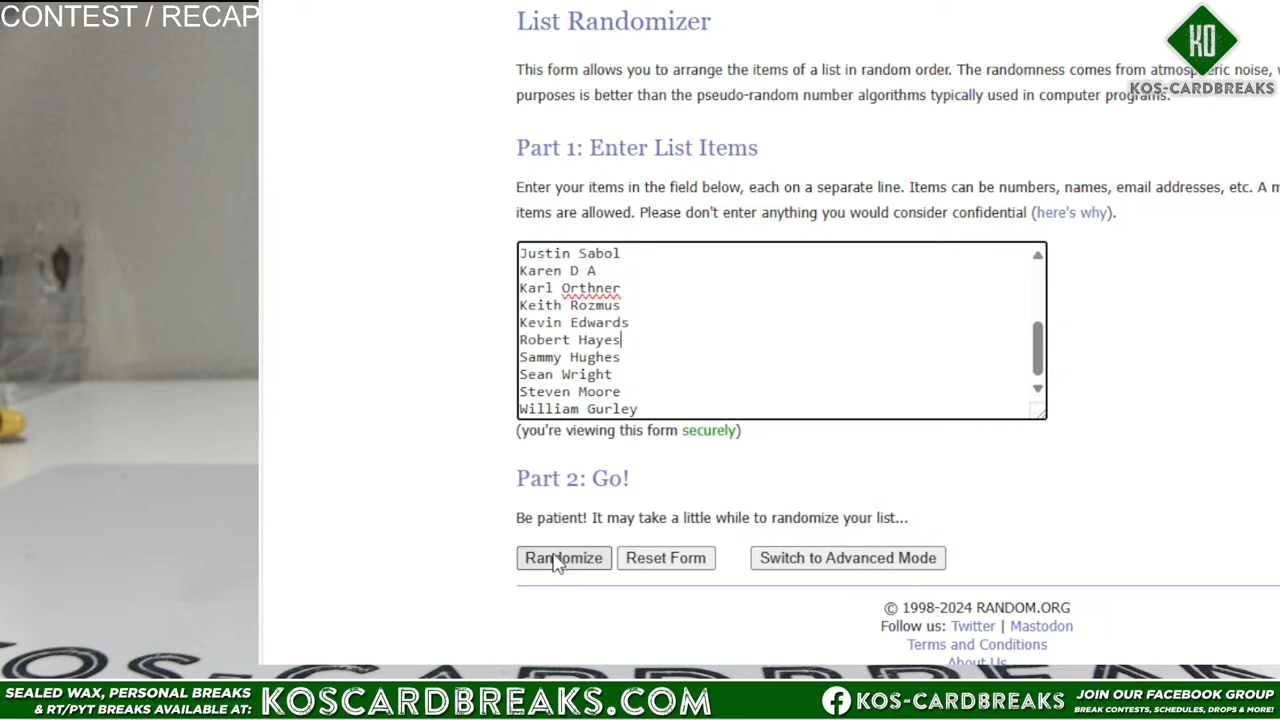 CONTEST / RECAP
List Randomizer
KO
KOS-CARDBREAKS
This form allows you to arrange the items of a list in random order. The randomness comes from atmospheric noise,
purposes is better than the pseudo-random number algorithms typically used in computer programs.
Part 1: Enter List Items
Enter your items in the field below, each on a separate line. Items can be numbers, names, email addresses, etc. A
items are allowed. Please don't enter anything you would consider confidential (here's why).
Justin Sabol
Karen D A
Karl Orthner
Keith Rozmus
Kevin Edwards
Robert Hayes
Sammy Hughes
Sean Wright
Steven Moore
William Gurley
(you're viewing this form securely)
Part 2: Go!
Be patient! It may take a little while to randomize your list...
Randomize Reset Form Switch to Advanced Mode
© 1998-2024 RANDOM.ORG
Follow us: Twitter | Mastodon
Terms and Conditions
About Us
SEALED WAX, PERSONAL BREAKS
& RT/PYT BREAKS AVAILABLE AT:
KOSCARDBREAKS.COM
KOS-CARDBREAKS
JOIN OUR FACEBOOK GROUP
BREAK CONTESTS, SCHEDULES, DROPS & MORE!